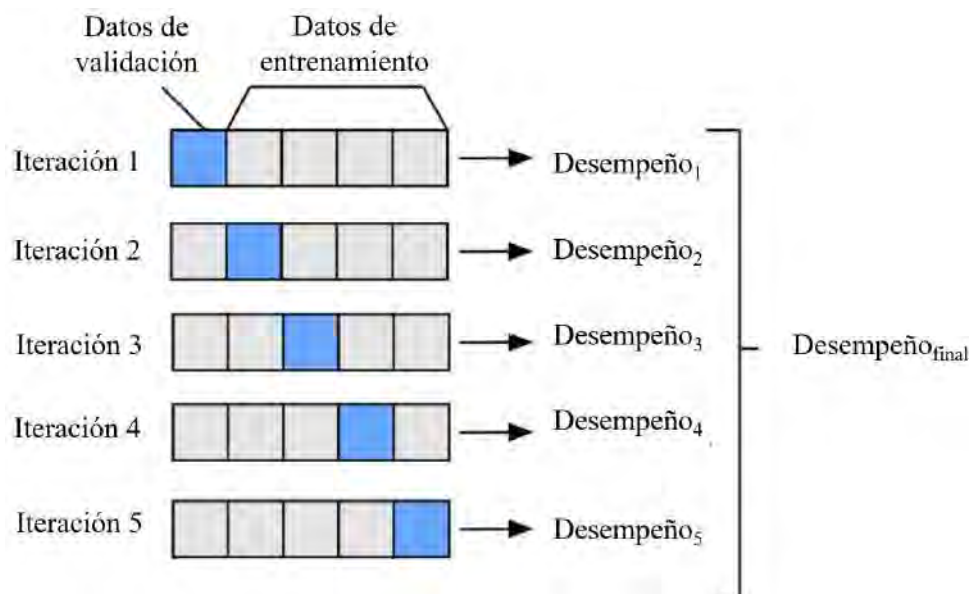 Datos de
validación
Datos de
entrenamiento
Iteración 1
Desempeño1
Iteración 2
Desempeño2
Iteración 3
Desempeño3
Desempeñofinal
Iteración 4
Desempeño4
Iteración 5
Desempeño5